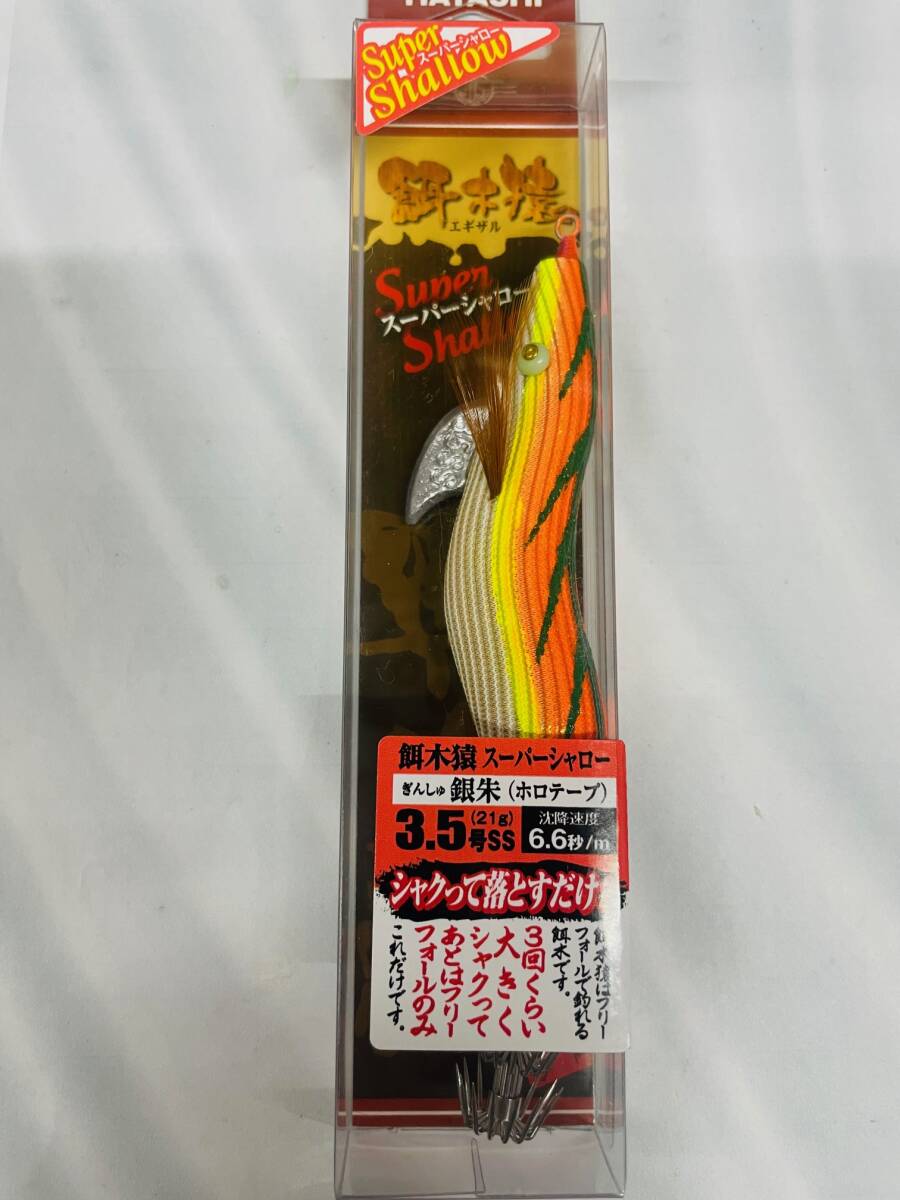 HAYASHI
Super
スーパーシャロー
Shallow
餌木猿
エギザル
Super
スーパーシャロー
Shal
餌木猿 スーパーシャロー
ぎんしゅ 銀朱 (ホロテープ)
3.5号SS (21g)
沈降速度
6.6秒/m
シャクって落とすだけ
餌木猿はフリー
フォールで釣れる
餌木です。
3回くらい
大きく
シャクって
あとはフリー
フォールのみ
これだけです。